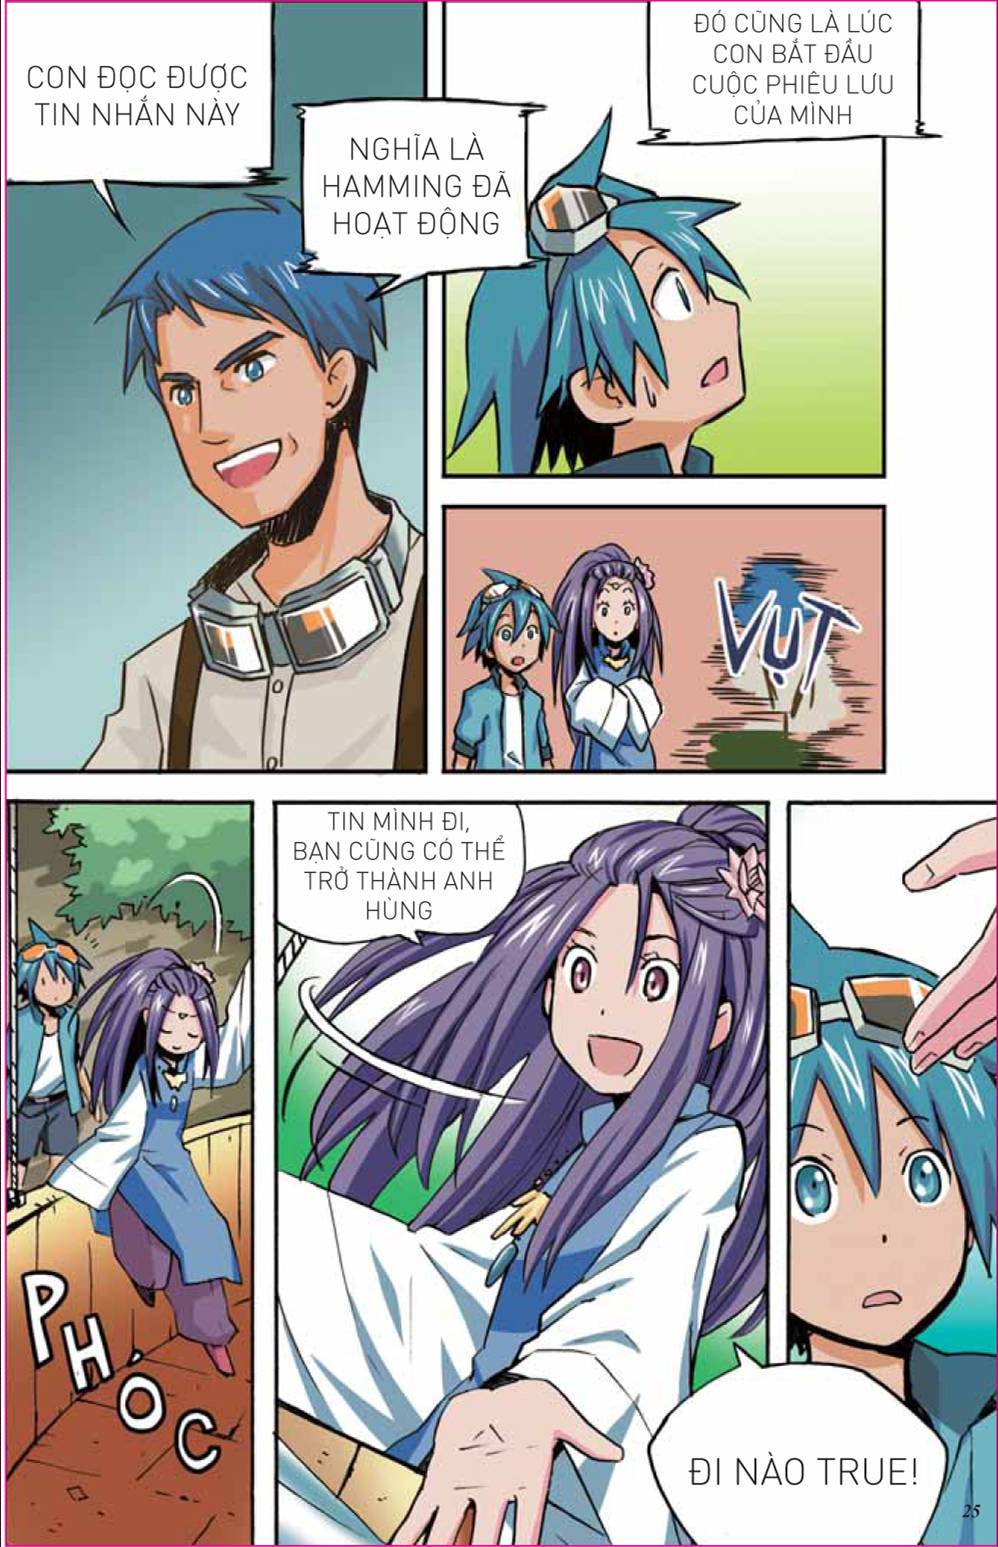 CON ĐỌC ĐƯỢC
TIN NHẮN NÀY
NGHĨA LÀ
HAMMING ĐÃ
HOẠT ĐỘNG
ĐÓ CŨNG LÀ LÚC
CON BẮT ĐẦU
CUỘC PHIÊU LƯU
CỦA MÌNH
VỤT
PHÓC
TIN MÌNH ĐI,
BẠN CŨNG CÓ THỂ
TRỞ THÀNH ANH
HÙNG
ĐI NÀO TRUE!
25